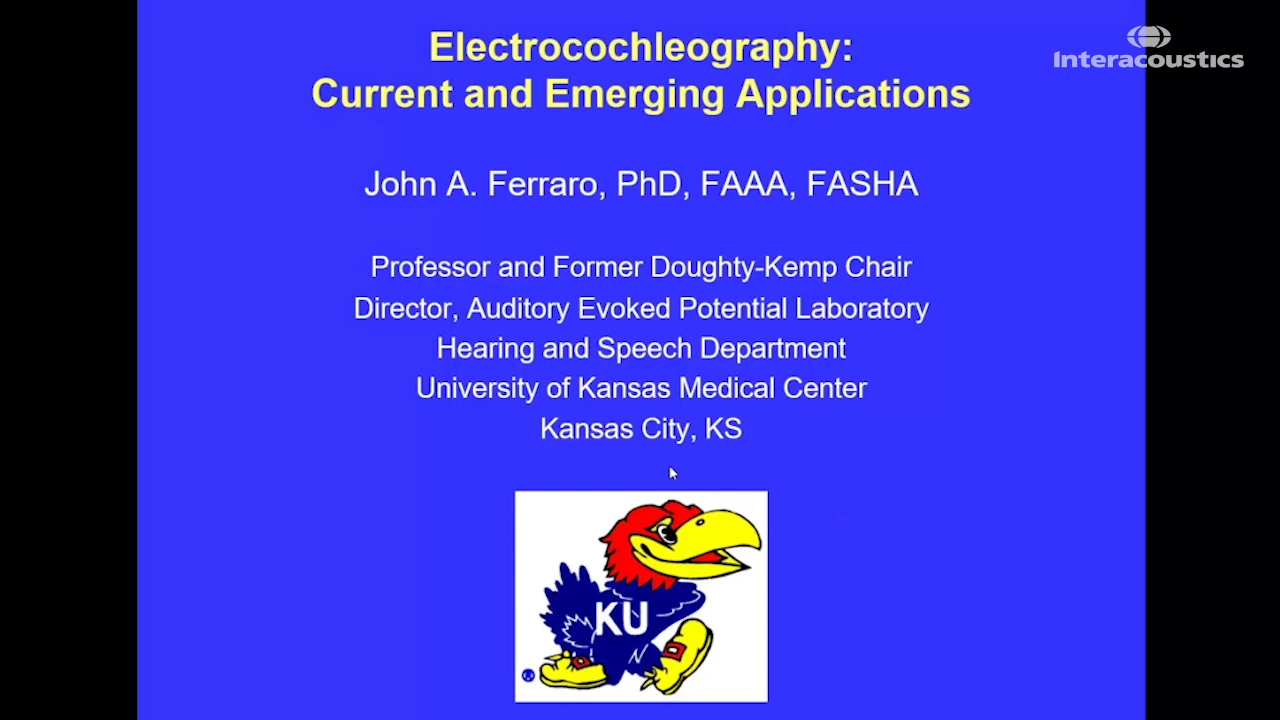 Electrocochleography:
Current and Emerging Applications
Interacoustics
John A. Ferraro, PhD, FAAA, FASHA
Professor and Former Doughty-Kemp Chair
Director, Auditory Evoked Potential Laboratory
Hearing and Speech Department
University of Kansas Medical Center
Kansas City, KS
KU
®